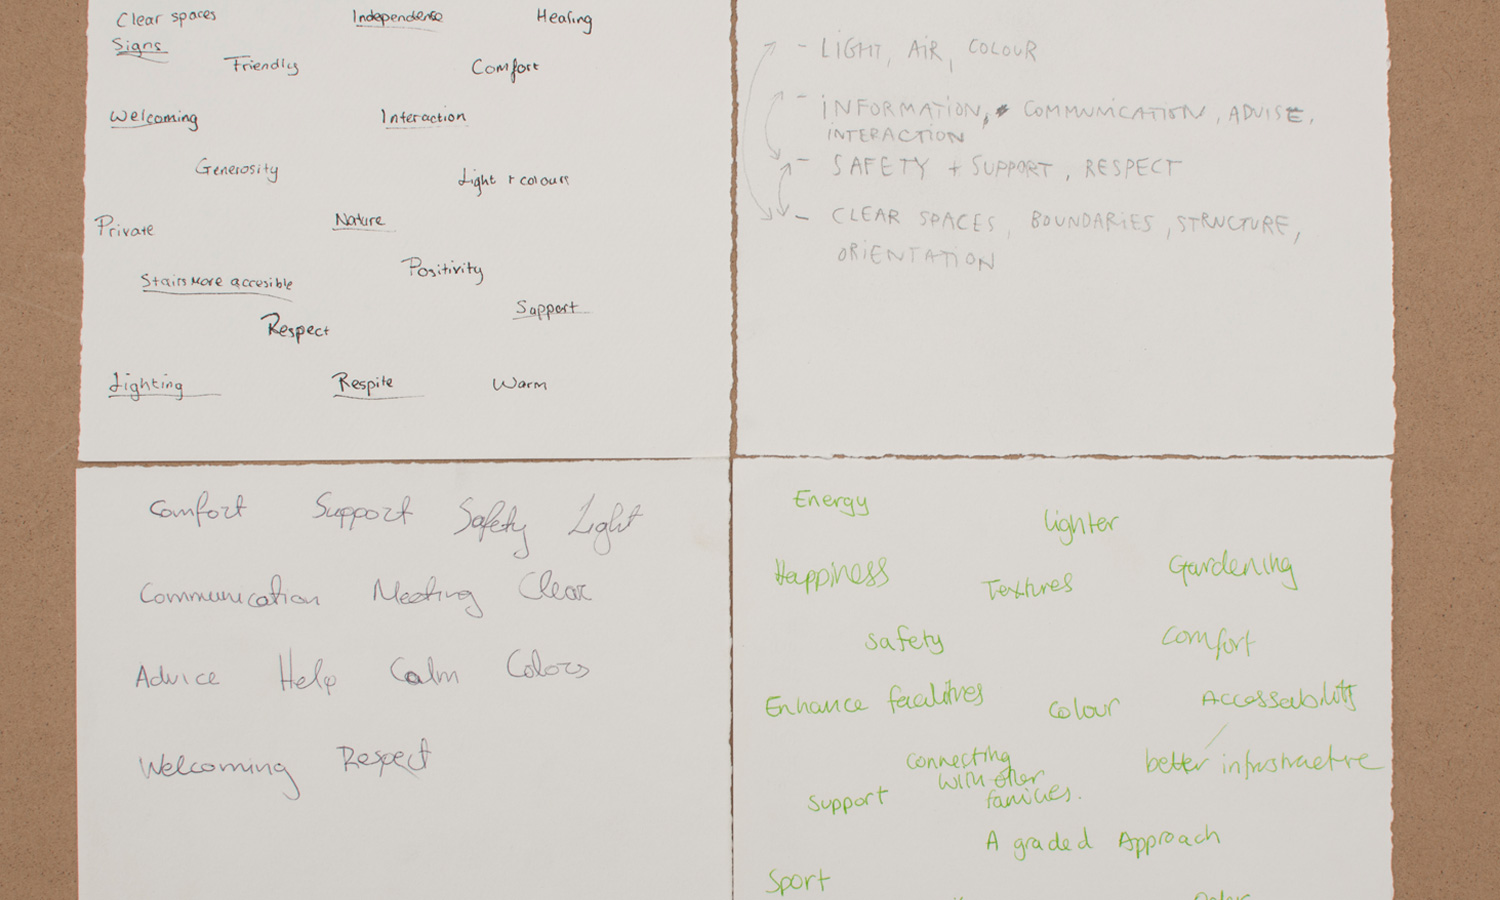 Clear spaces Independence Healing
Signs
Friendly Comfort
Welcoming Interaction
Generosity Light + colours
Private Nature
Positivity
Stairs More accesible
Support
Respect
Lighting Respite Warm
- LIGHT, AIR, COLOUR
- INFORMATION, COMMUNICATION, ADVISE,
INTERACTION
- SAFETY + SUPPORT, RESPECT
- CLEAR SPACES, BOUNDARIES, STRUCTURE,
ORIENTATION
Comfort Support Safety Light
Communication Meeting Clear
Advice Help Calm Colors
Welcoming Respect
Energy
lighter
Happiness Textures Gardening
Safety Comfort
Enhance facilities Colour Accessability
connecting
with other
families.
better infrastructure
Support
A graded Approach
Sport